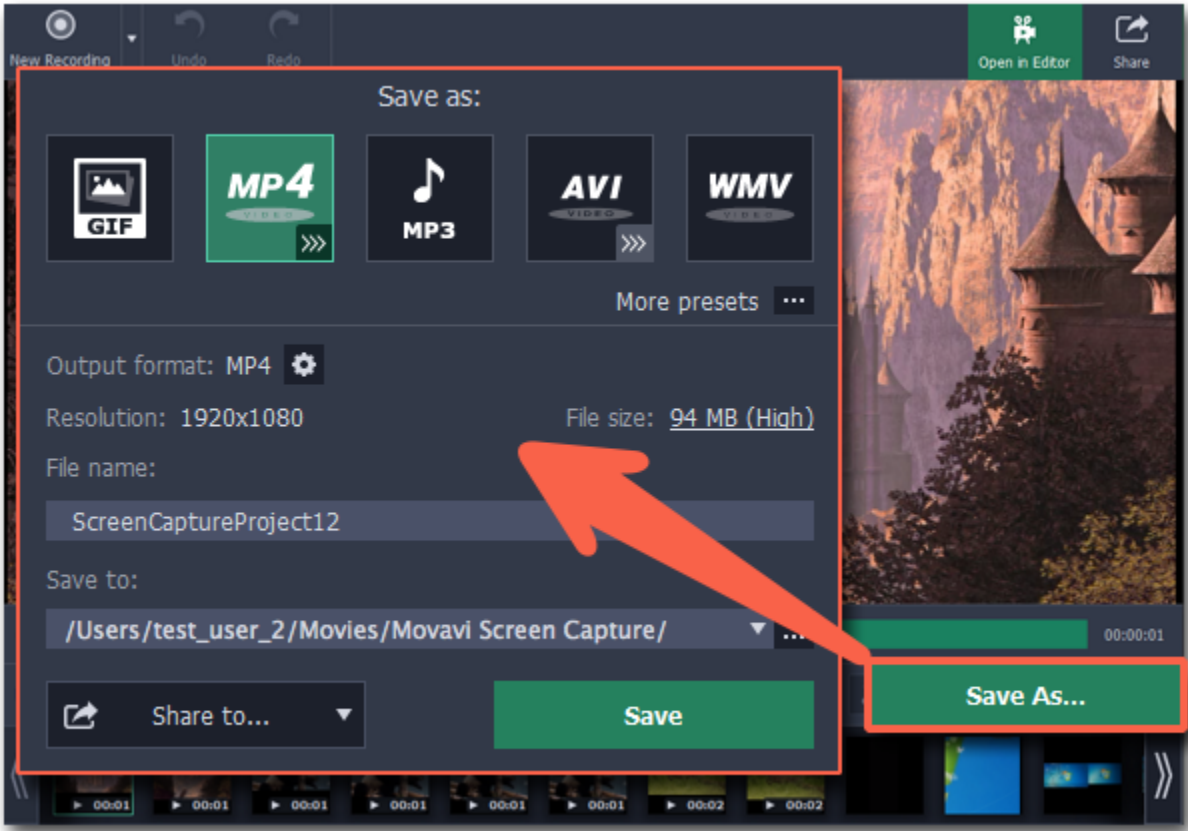 New Recording
Undo
Redo
Open in Editor
Share
Save as:
GIF
MP4
VIDEO
MP3
AVI
VIDEO
WMV
VIDEO
More presets ...
Output format: MP4
Resolution: 1920x1080
File size: 94 MB (High)
File name:
ScreenCaptureProject12
Save to:
/Users/test_user_2/Movies/Movavi Screen Capture/ ...
00:00:01
Share to...
Save
Save As...
00:01
00:01
00:01
00:01
00:01
00:01
00:02
00:02